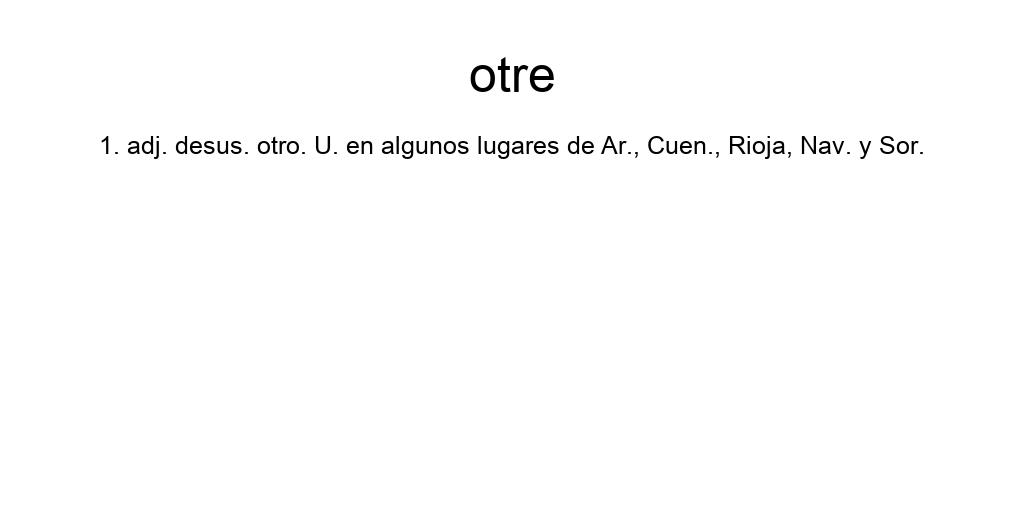 otre
1. adj. desus. otro. U. en algunos lugares de Ar., Cuen., Rioja, Nav. y Sor.